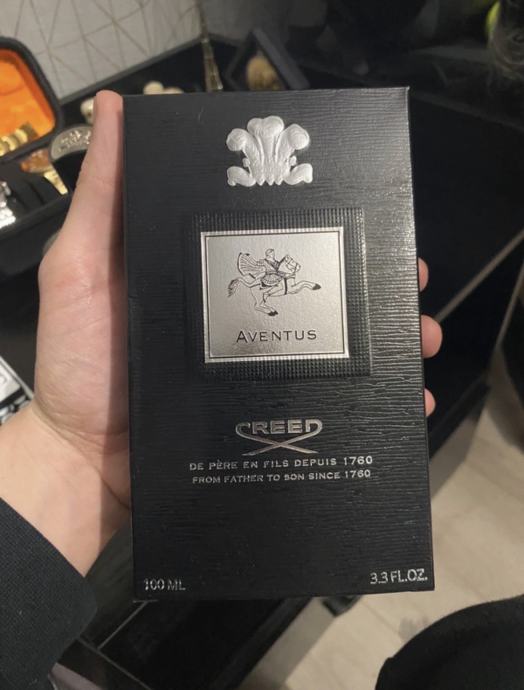 AVENTUS
CREED
DE PÈRE EN FILS DEPUIS 1760
FROM FATHER TO SON SINCE 1760
100 ML
3.3 FL.OZ.